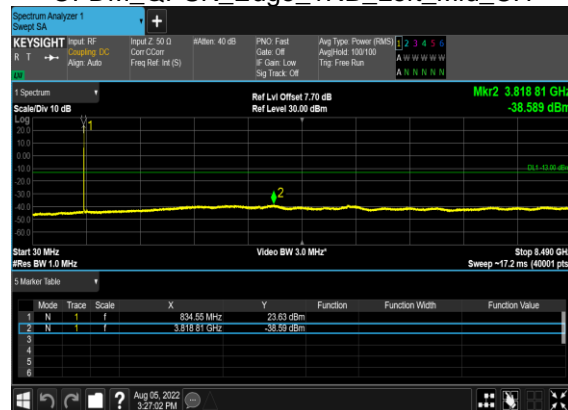 Spectrum Analyzer 1
Swept SA
KEYSIGHT Input: RF Input Z: 50 Ω #Atten: 40 dB PNO: Fast Avg Type: Power (RMS) 1 2 3 4 5 6
R T Coupling: DC Corr CCorr Gate: Off Avg|Hold: 100/100 A W W W W W
Align: Auto Freq Ref: Int (S) IF Gain: Low Trig: Free Run
Sig Track: Off A N N N N N
1 Spectrum Ref Lvl Offset 7.70 dB Mkr2 3.818 81 GHz
Scale/Div 10 dB Ref Level 30.00 dBm -38.589 dBm
Log
20.0
10.0
0.00
-10.0
-20.0
-30.0
-40.0
-50.0
-60.0
1
2
DL1 -13.00 dBm
Start 30 MHz Video BW 3.0 MHz* Stop 8.490 GHz
#Res BW 1.0 MHz Sweep ~17.2 ms (40001 pts)
5 Marker Table
Mode Trace Scale X Y Function Function Width Function Value
1 N 1 f 834.55 MHz 23.63 dBm
2 N 1 f 3.818 81 GHz -38.59 dBm
3
4
5
6
? Aug 05, 2022
3:27:02 PM